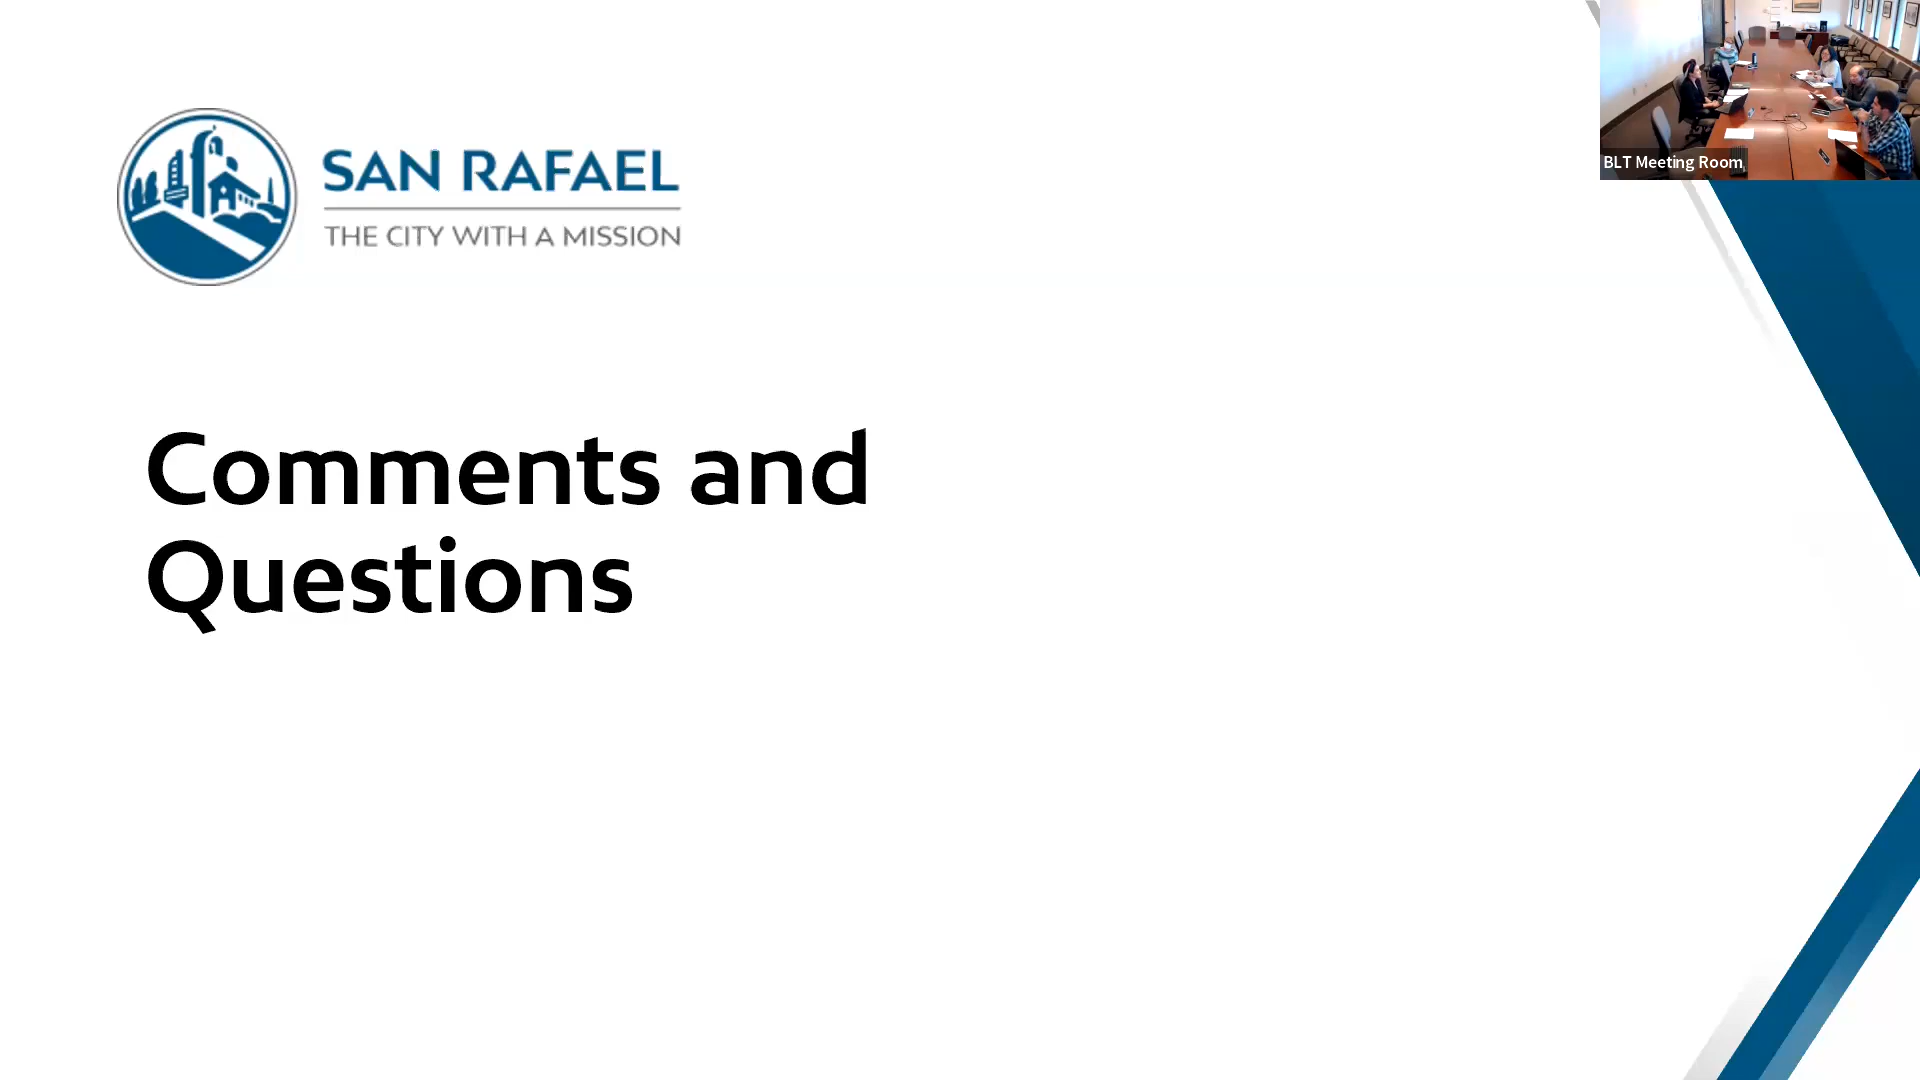 SAN RAFAEL
THE CITY WITH A MISSION
BLT Meeting Room
Comments and
Questions